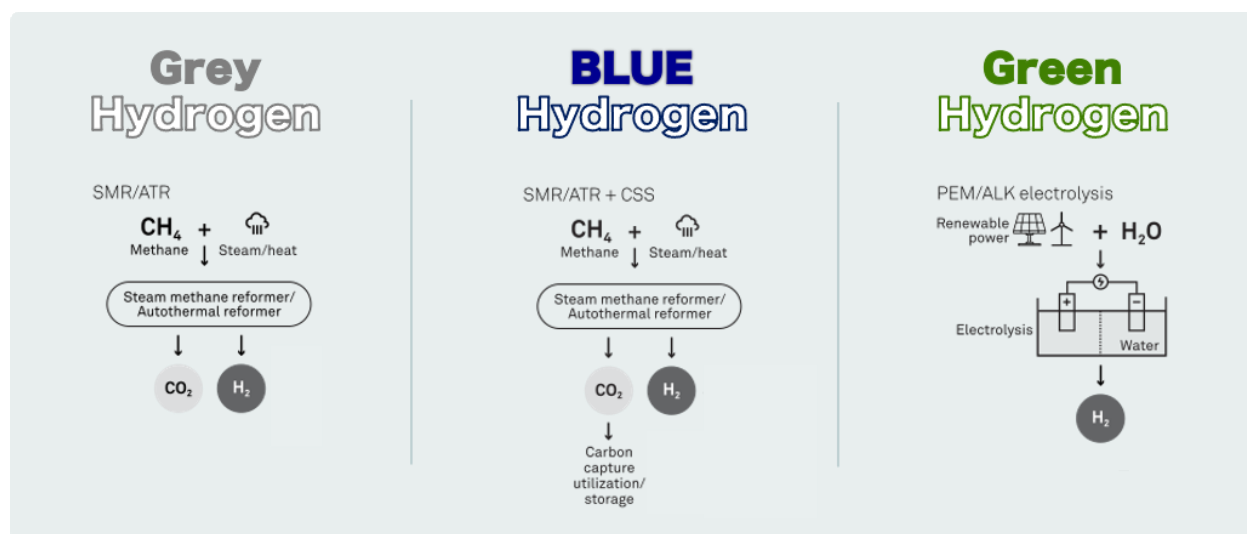 Grey
Hydrogen
SMR/ATR
CH₄ +
Methane
Steam/heat
Steam methane reformer/
Autothermal reformer
CO₂
H₂
BLUE
Hydrogen
SMR/ATR + CSS
CH₄ +
Methane
Steam/heat
Steam methane reformer/
Autothermal reformer
CO₂
H₂
Carbon
capture
utilization/
storage
Green
Hydrogen
PEM/ALK electrolysis
Renewable
power
+ H₂O
+
−
Electrolysis
Water
H₂